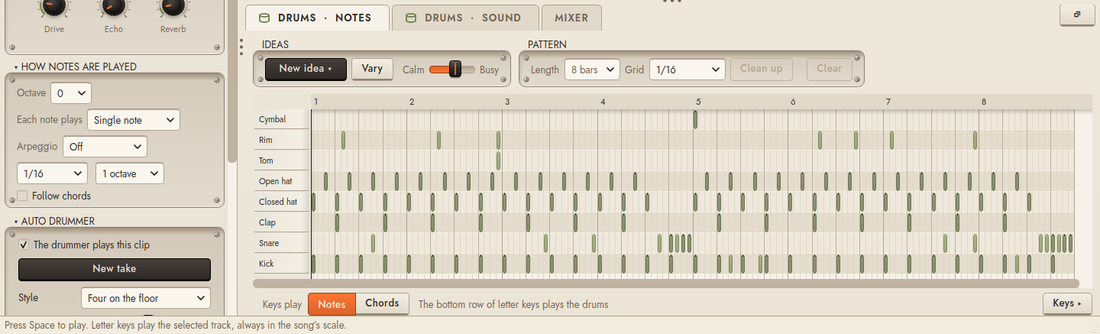 Drive Echo Reverb
▾ HOW NOTES ARE PLAYED
Octave 0
Each note plays Single note
Arpeggio Off
1/16 1 octave
Follow chords
▾ AUTO DRUMMER
The drummer plays this clip
New take
Style Four on the floor
DRUMS · NOTES DRUMS · SOUND MIXER
IDEAS PATTERN
New idea ▾ Vary Calm Busy Length 8 bars Grid 1/16 Clean up Clear
1 2 3 4 5 6 7 8
Cymbal
Rim
Tom
Open hat
Closed hat
Clap
Snare
Kick
Keys play Notes Chords The bottom row of letter keys plays the drums Keys ▸
Press Space to play. Letter keys play the selected track, always in the song's scale.